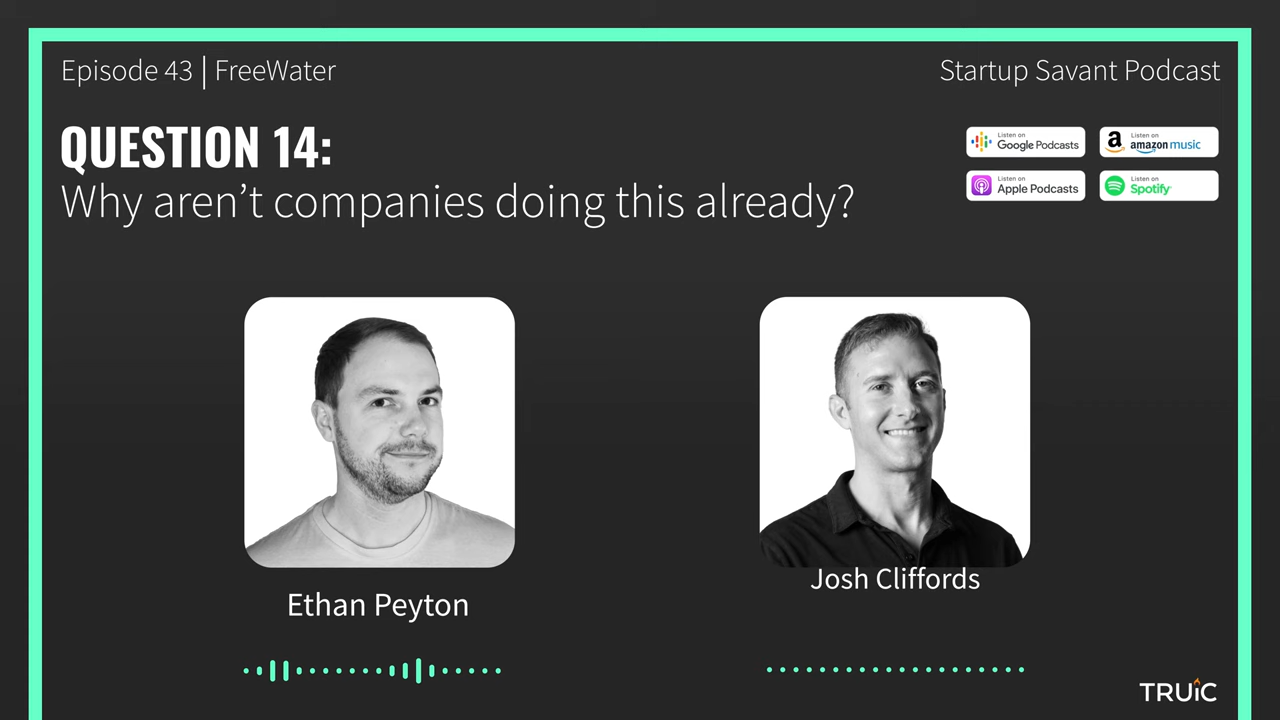 Episode 43 | FreeWater
Startup Savant Podcast
QUESTION 14:
Why aren't companies doing this already?
Listen on
Google Podcasts
Listen on
amazon music
Listen on
Apple Podcasts
Listen on
Spotify
Ethan Peyton
Josh Cliffords
TRUiC